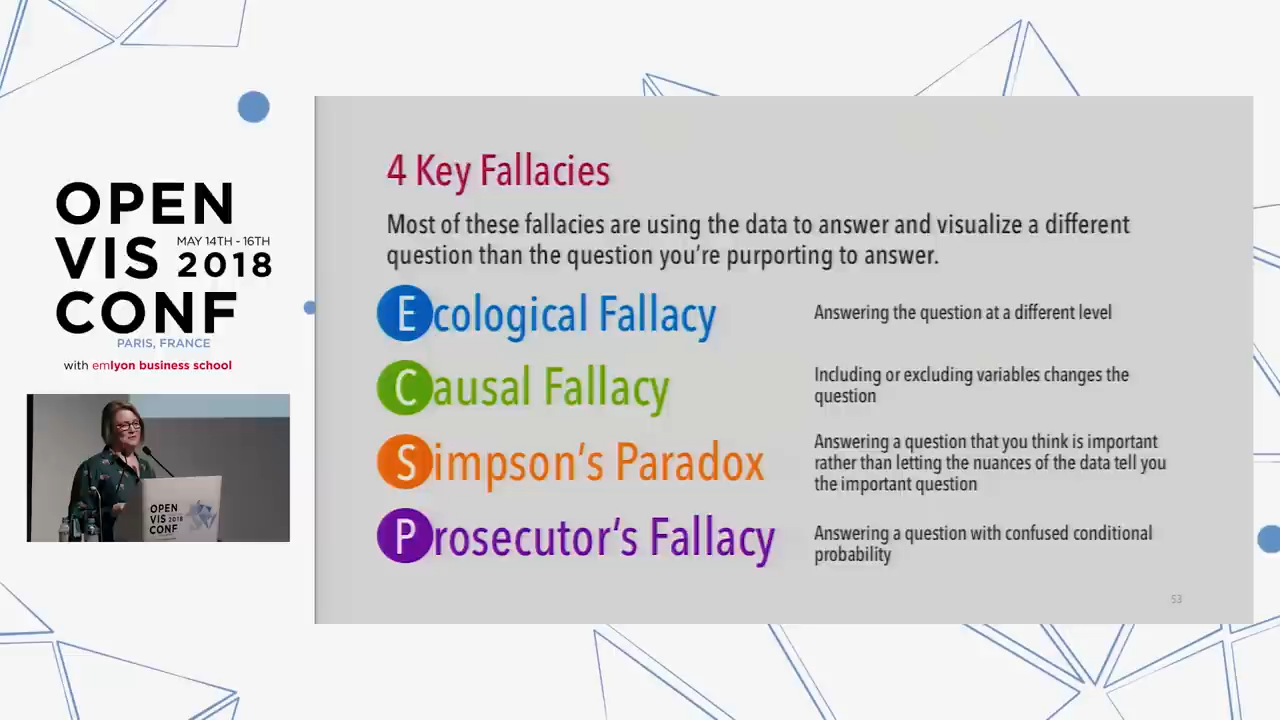 OPEN
VIS
MAY 14TH - 16TH
2018
CONF
PARIS, FRANCE
with emlyon business school
OPEN
VIS 2018
CONF
4 Key Fallacies
Most of these fallacies are using the data to answer and visualize a different
question than the question you're purporting to answer.
Ecological Fallacy
Answering the question at a different level
Causal Fallacy
Including or excluding variables changes the
question
Simpson's Paradox
Answering a question that you think is important
rather than letting the nuances of the data tell you
the important question
Prosecutor's Fallacy
Answering a question with confused conditional
probability
53